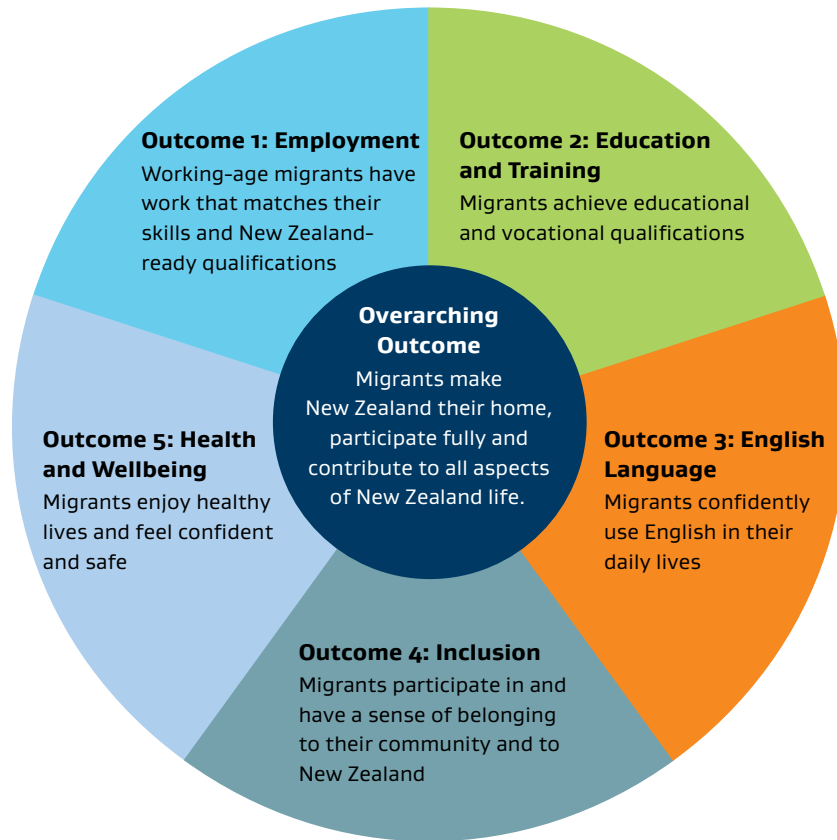 Outcome 1: Employment
Working-age migrants have
work that matches their
skills and New Zealand-
ready qualifications
Outcome 2: Education
and Training
Migrants achieve educational
and vocational qualifications
Overarching
Outcome
Migrants make
New Zealand their home,
participate fully and
contribute to all aspects
of New Zealand life.
Outcome 3: English
Language
Migrants confidently
use English in their
daily lives
Outcome 4: Inclusion
Migrants participate in and
have a sense of belonging
to their community and to
New Zealand
Outcome 5: Health
and Wellbeing
Migrants enjoy healthy
lives and feel confident
and safe